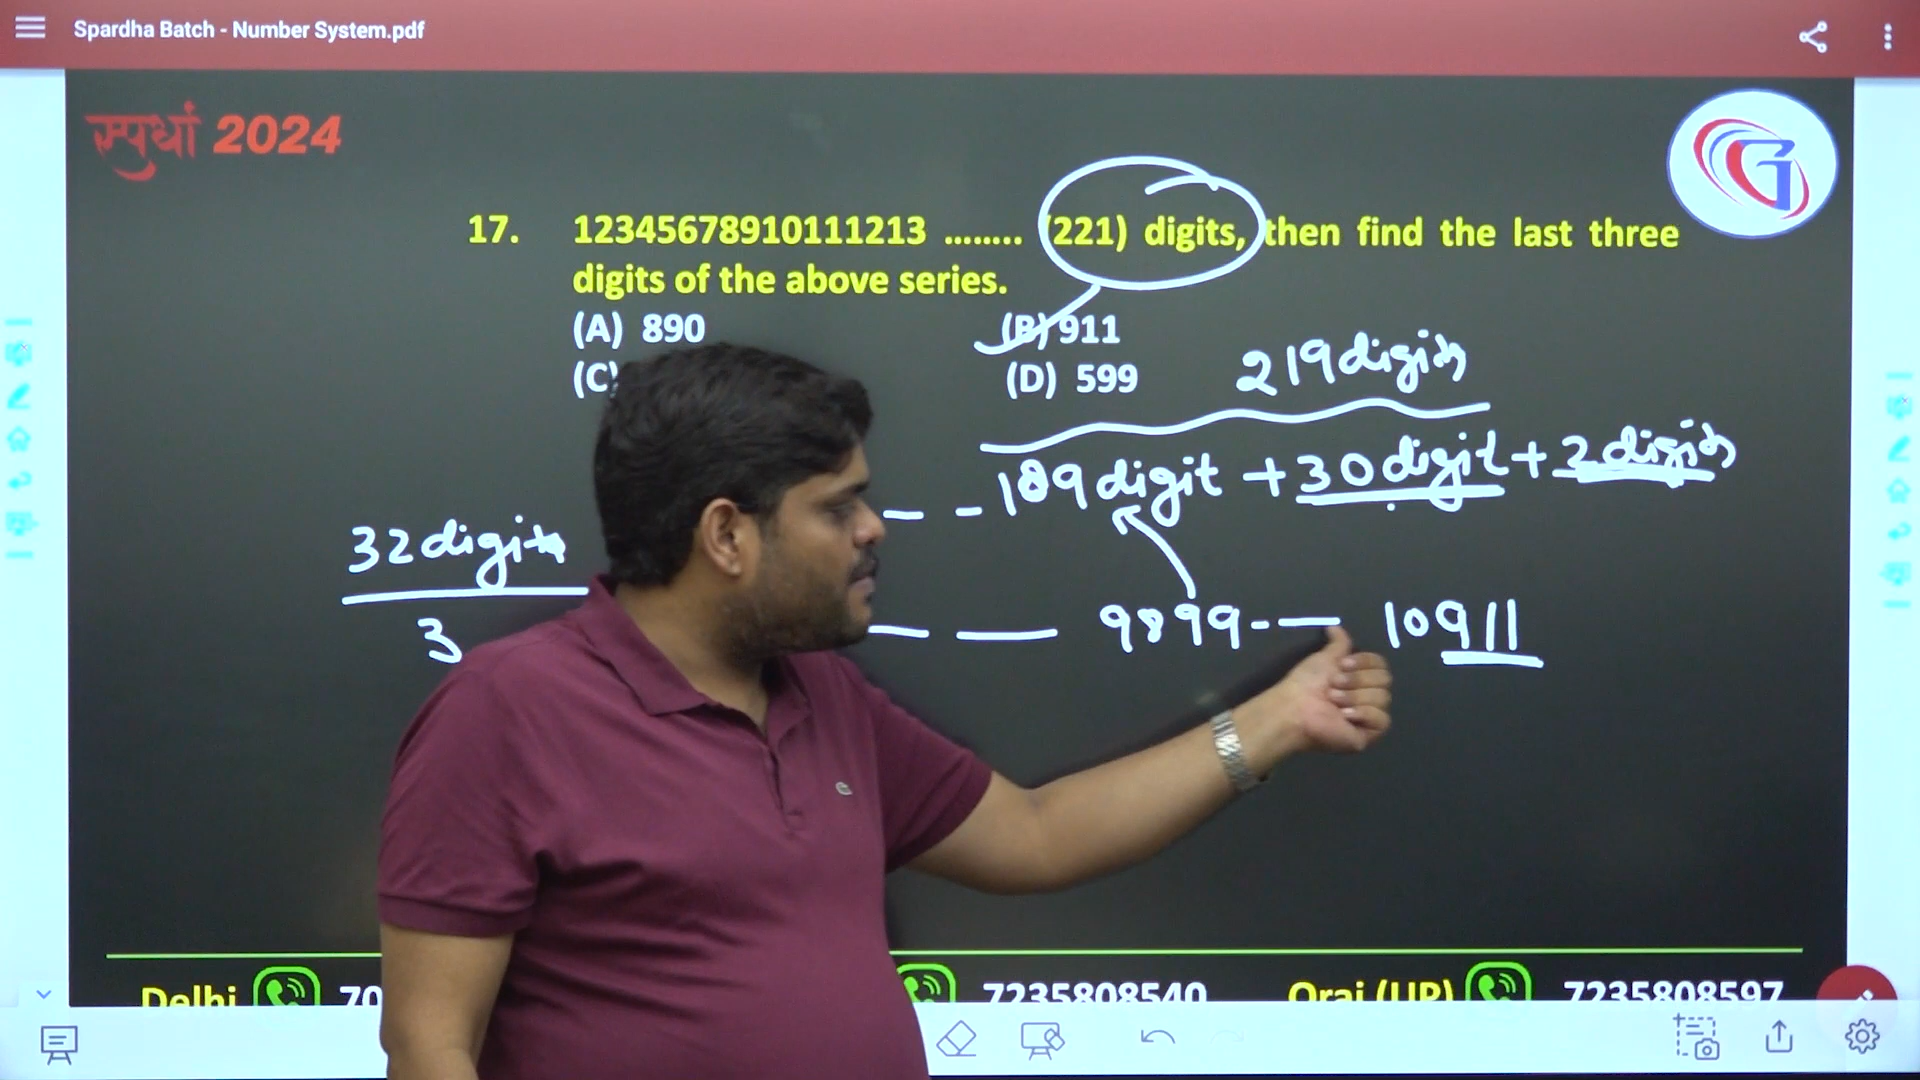 Spardha Batch - Number System.pdf
स्पर्धा 2024
G
17. 12345678910111213 ........ (221) digits, then find the last three
digits of the above series.
(A) 890 (B) 911
(C) (D) 599
219 digits
189 digit + 30 digit + 2 digits
32 digits
3
9899 -- 10911
Delhi 70 7235808540 Orai (UP) 7235808597